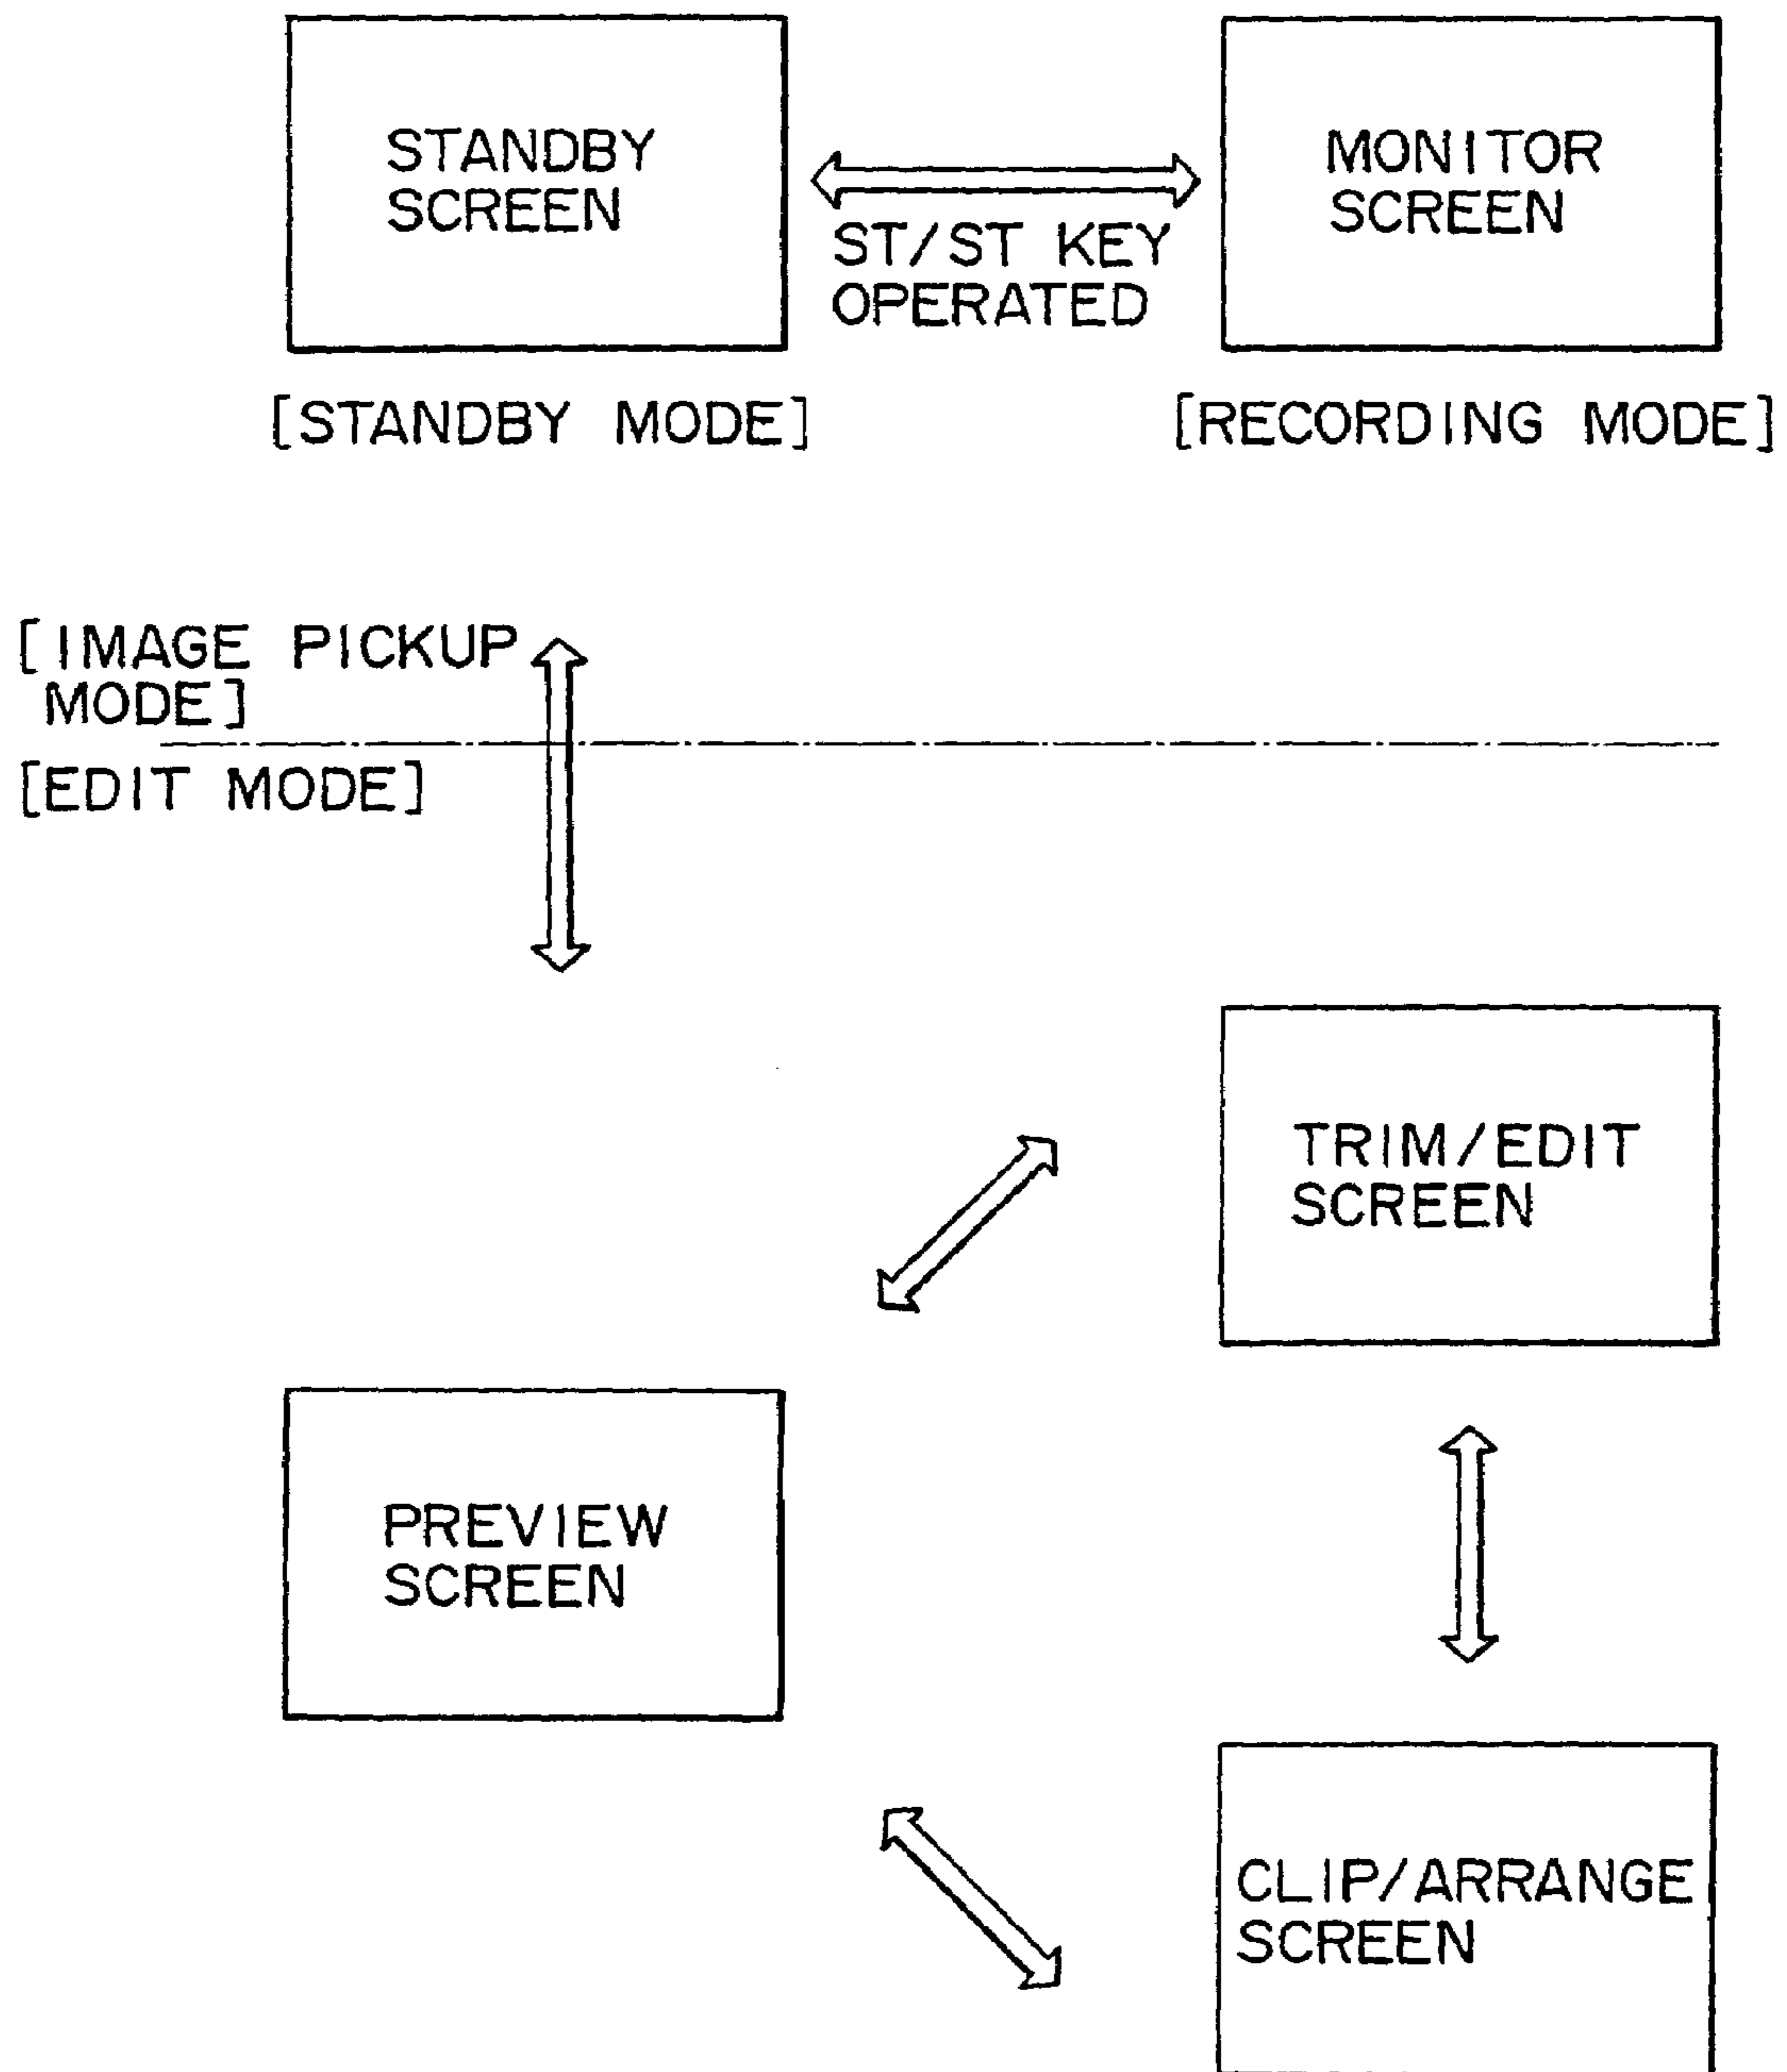 STANDBY
SCREEN
MONITOR
SCREEN
ST/ST KEY
OPERATED
[STANDBY MODE]
[RECORDING MODE]
[IMAGE PICKUP
MODE]
[EDIT MODE]
TRIM/EDIT
SCREEN
PREVIEW
SCREEN
CLIP/ARRANGE
SCREEN